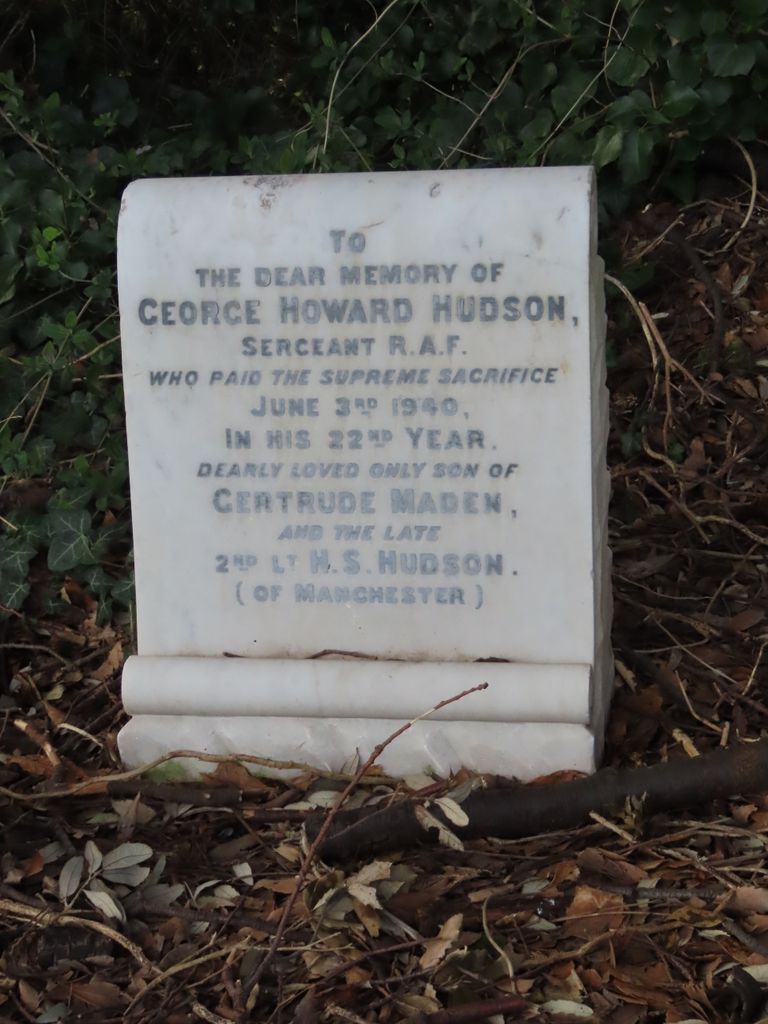 TO
THE DEAR MEMORY OF
GEORGE HOWARD HUDSON,
SERGEANT R.A.F.
WHO PAID THE SUPREME SACRIFICE
JUNE 3RD 1940,
IN HIS 22ND YEAR.
DEARLY LOVED ONLY SON OF
GERTRUDE MADEN,
AND THE LATE
2ND LT H.S. HUDSON.
(OF MANCHESTER)